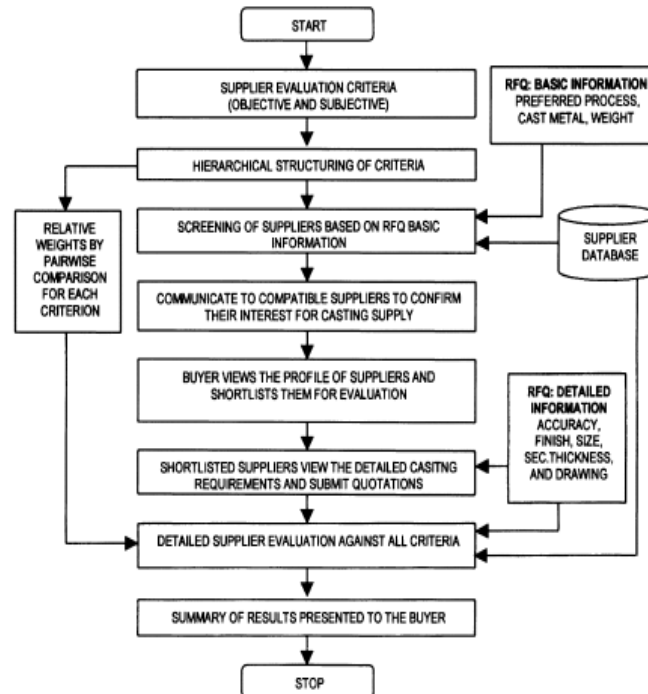 START
SUPPLIER EVALUATION CRITERIA
(OBJECTIVE AND SUBJECTIVE)
RFQ: BASIC INFORMATION
PREFERRED PROCESS,
CAST METAL, WEIGHT
HIERARCHICAL STRUCTURING OF CRITERIA
RELATIVE
WEIGHTS BY
PAIRWISE
COMPARISON
FOR EACH
CRITERION
SCREENING OF SUPPLIERS BASED ON RFQ BASIC
INFORMATION
SUPPLIER
DATABASE
COMMUNICATE TO COMPATIBLE SUPPLIERS TO CONFIRM
THEIR INTEREST FOR CASTING SUPPLY
BUYER VIEWS THE PROFILE OF SUPPLIERS AND
SHORTLISTS THEM FOR EVALUATION
RFQ: DETAILED
INFORMATION
ACCURACY,
FINISH, SIZE,
SEC.THICKNESS,
AND DRAWING
SHORTLISTED SUPPLIERS VIEW THE DETAILED CASITNG
REQUIREMENTS AND SUBMIT QUOTATIONS
DETAILED SUPPLIER EVALUATION AGAINST ALL CRITERIA
SUMMARY OF RESULTS PRESENTED TO THE BUYER
STOP